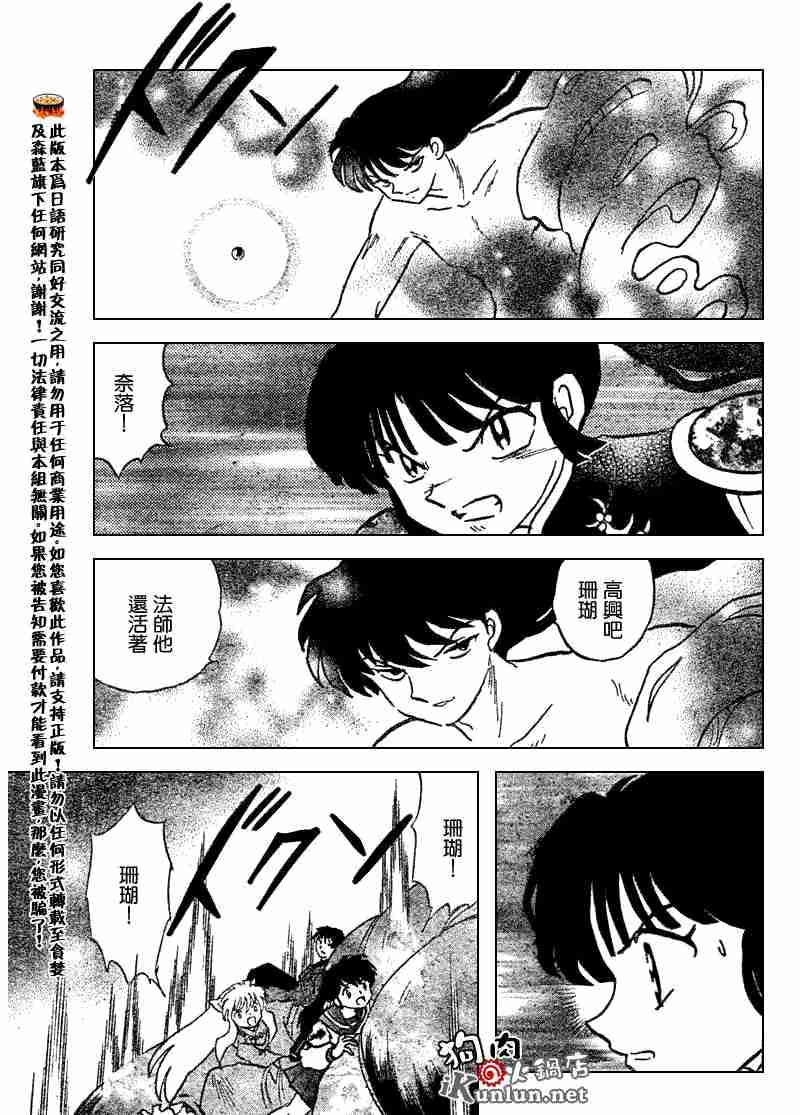 ドクン
奈落！
高興吧
珊瑚
法師他
還活著
珊瑚！
ドクン
珊瑚！
此版本爲日語研究同好交流之用，請勿用于任何商業用途。如您喜歡此作品，請支持正版！請勿以任何形式轉載至貪婪
及森藍旗下任何網站，謝謝！一切法律責任與本組無關。如果您被告知需要付款才能看到此漫畫，那麼，您被騙了！
狗肉火鍋店
iKunlun.net